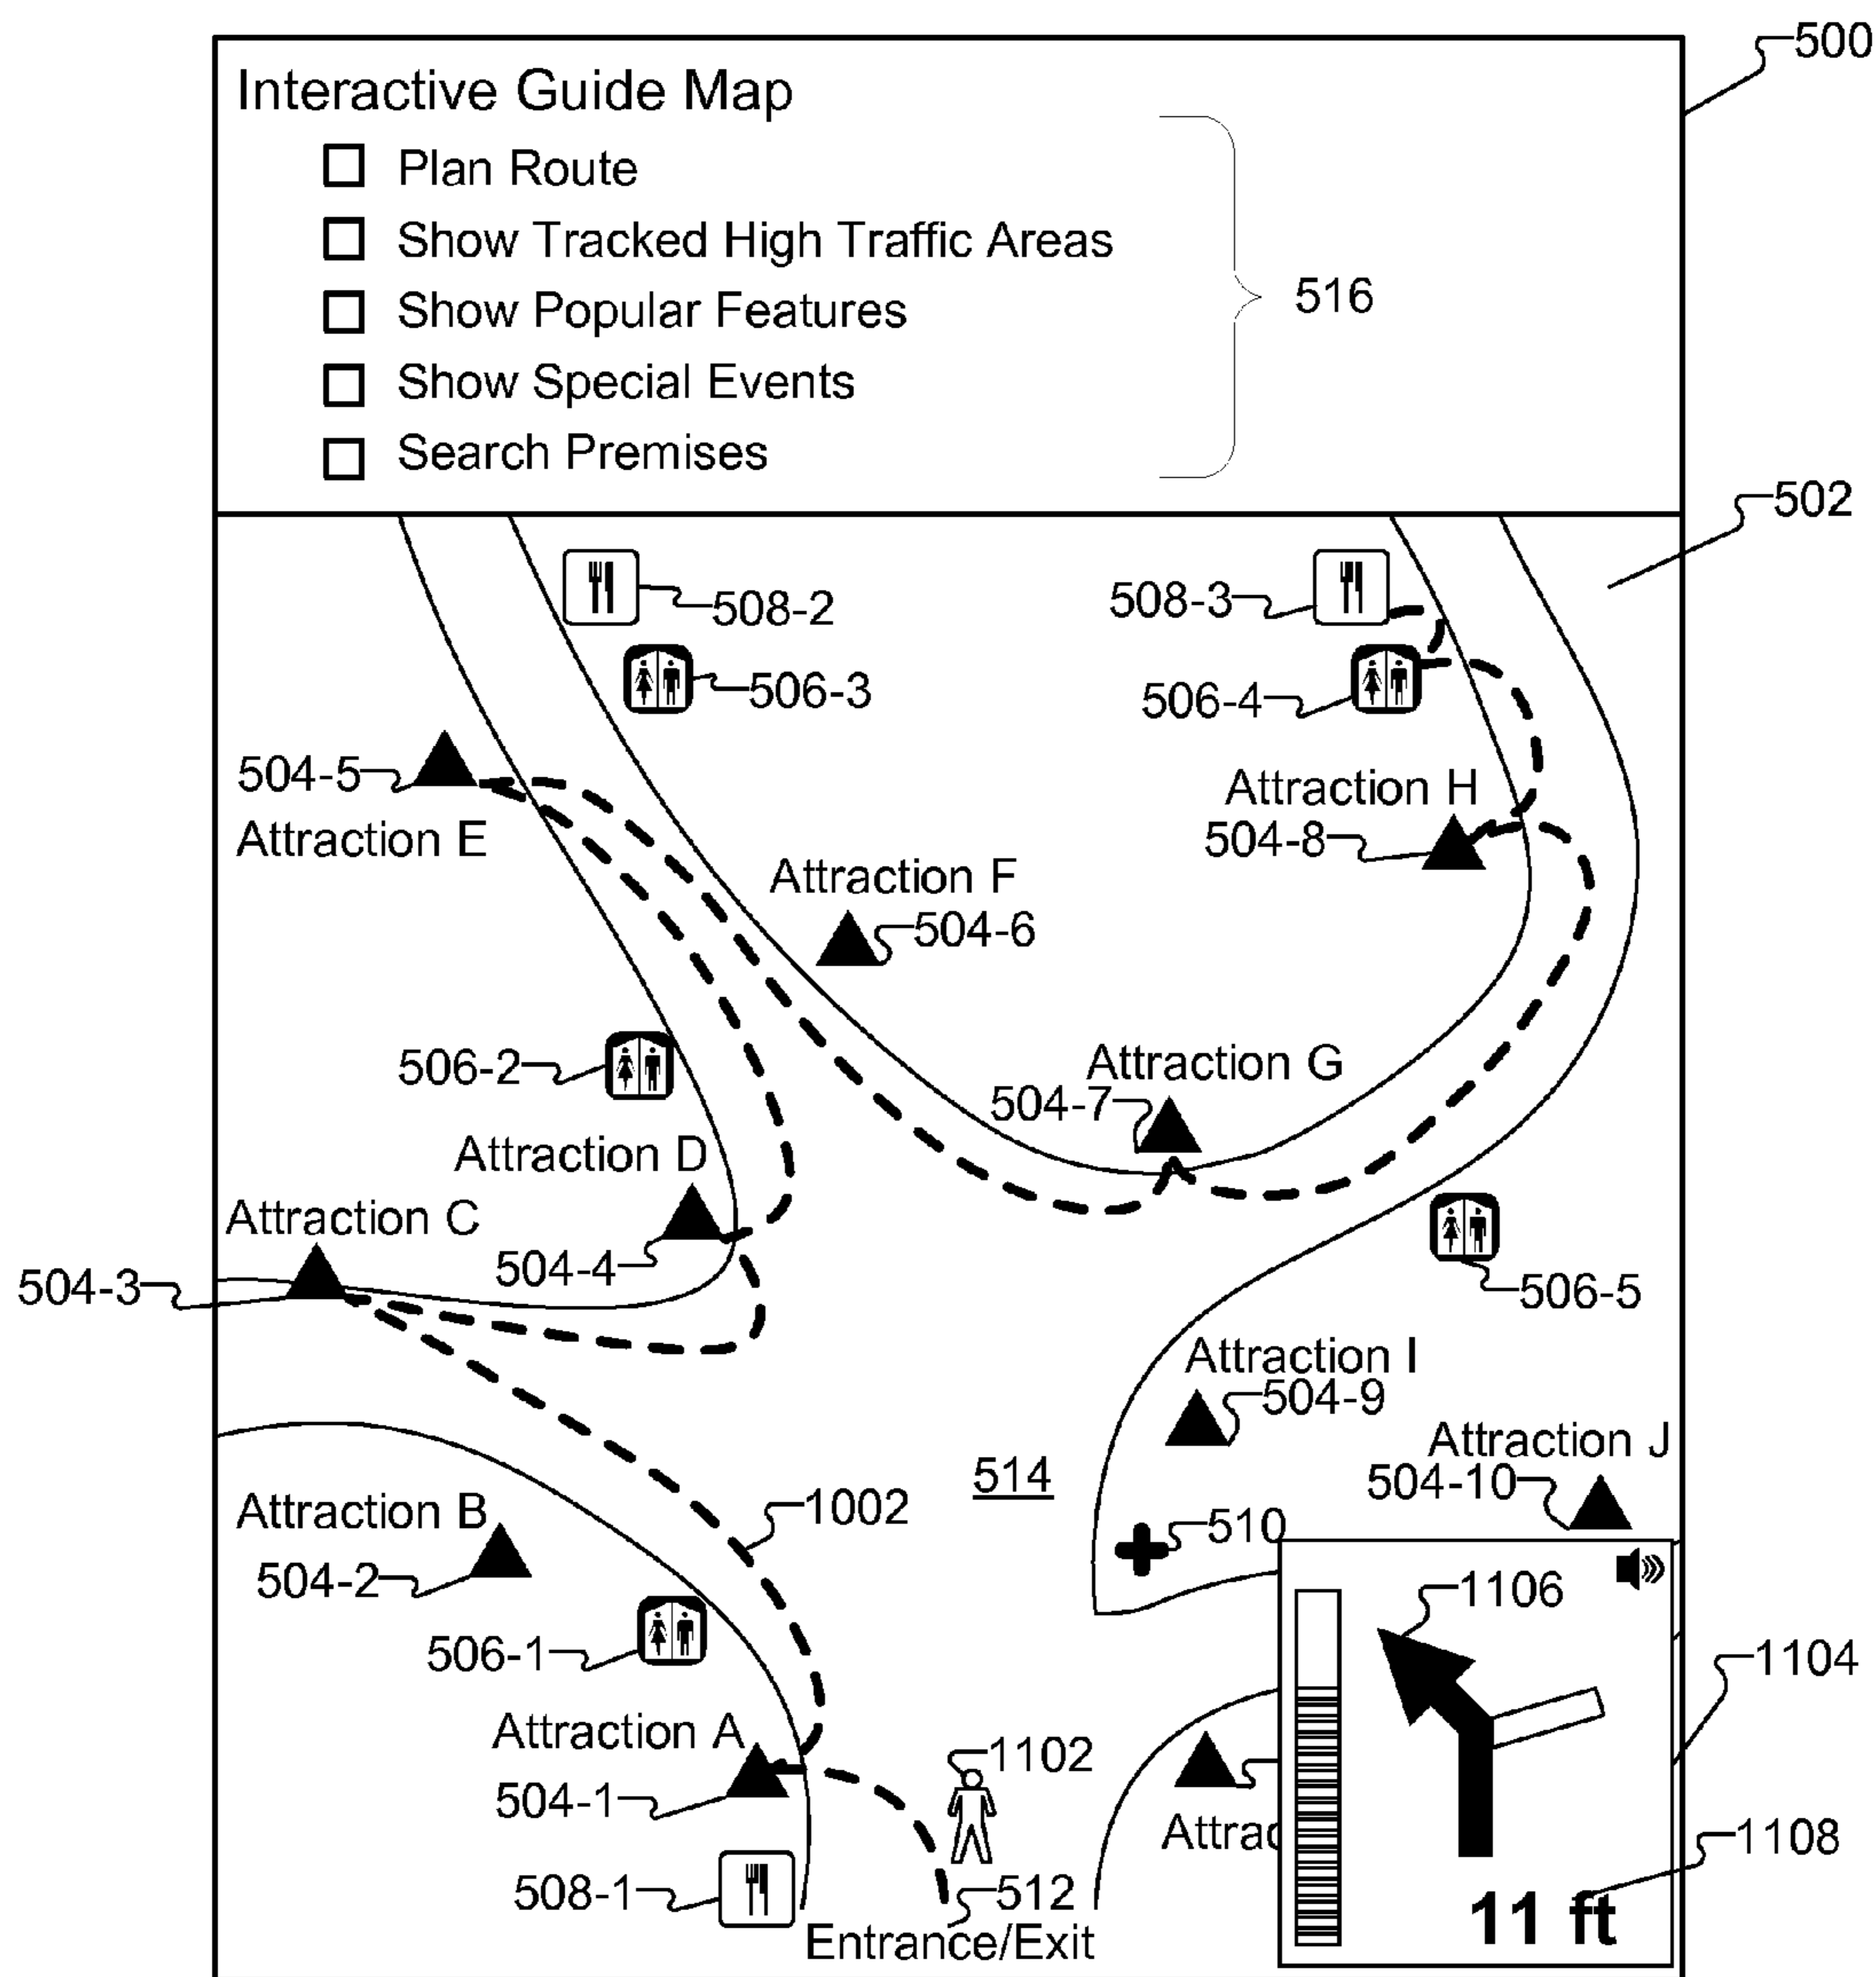 500
Interactive Guide Map
Plan Route
Show Tracked High Traffic Areas
Show Popular Features
Show Special Events
Search Premises
516
502
508-2
508-3
506-3
506-4
504-5
Attraction E
Attraction H
504-8
Attraction F
504-6
506-2
Attraction G
504-7
Attraction D
Attraction C
504-4
504-3
506-5
Attraction I
504-9
514
Attraction J
504-10
Attraction B
1002
510
504-2
1106
506-1
1104
Attraction A
1102
504-1
Attrac
1108
508-1
512
11 ft
Entrance/Exit